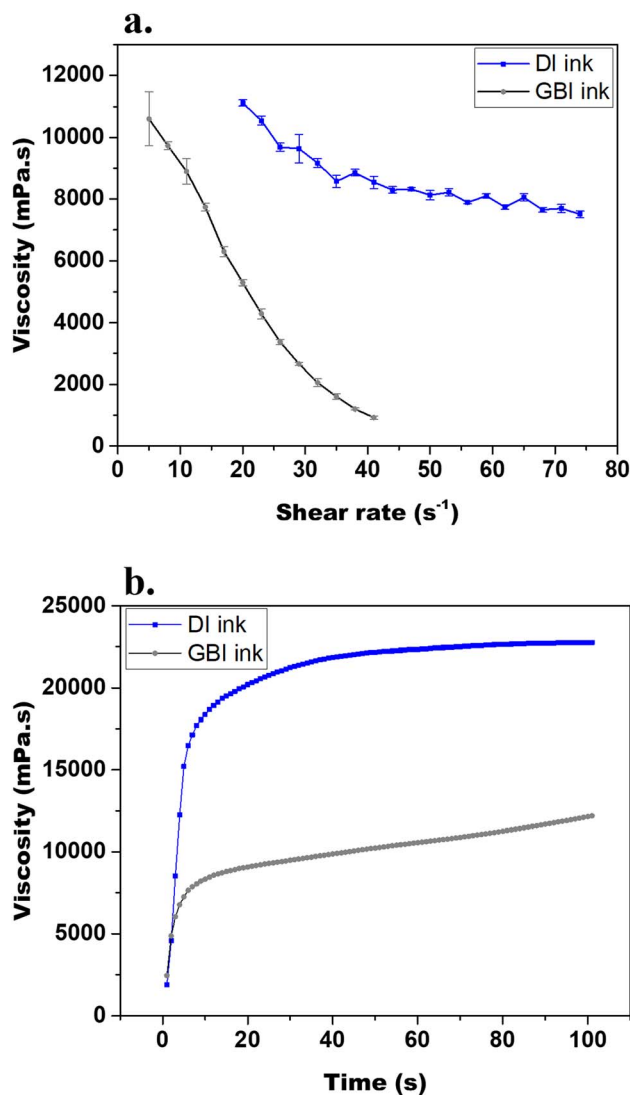 a.
DI ink
GBI ink
12000
10000
8000
6000
4000
2000
0
Viscosity (mPa.s)
0 10 20 30 40 50 60 70 80
Shear rate (s⁻¹)
b.
DI ink
GBI ink
25000
20000
15000
10000
5000
0
Viscosity (mPa.s)
0 20 40 60 80 100
Time (s)